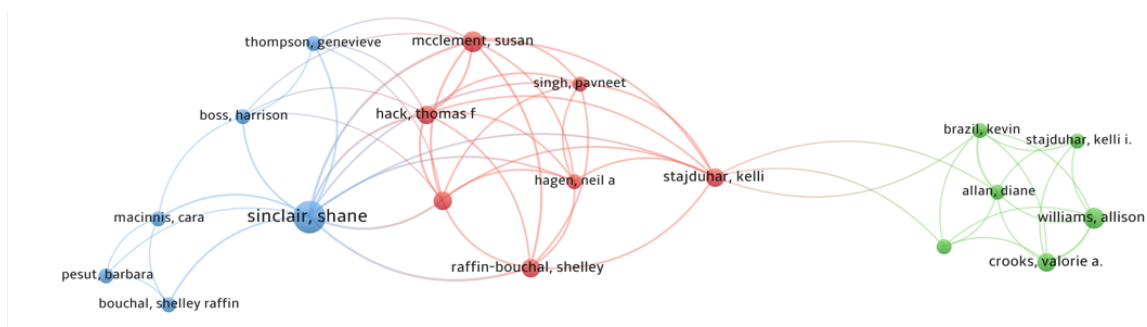 thompson, genevieve
mcclement, susan
singh, pavneet
boss, harrison
hack, thomas f
brazil, kevin
stajduhar, kelli i.
hagen, neil a
stajduhar, kelli
allan, diane
macinnis, cara
sinclair, shane
williams, allison
raffin-bouchal, shelley
crooks, valorie a.
pesut, barbara
bouchal, shelley raffin